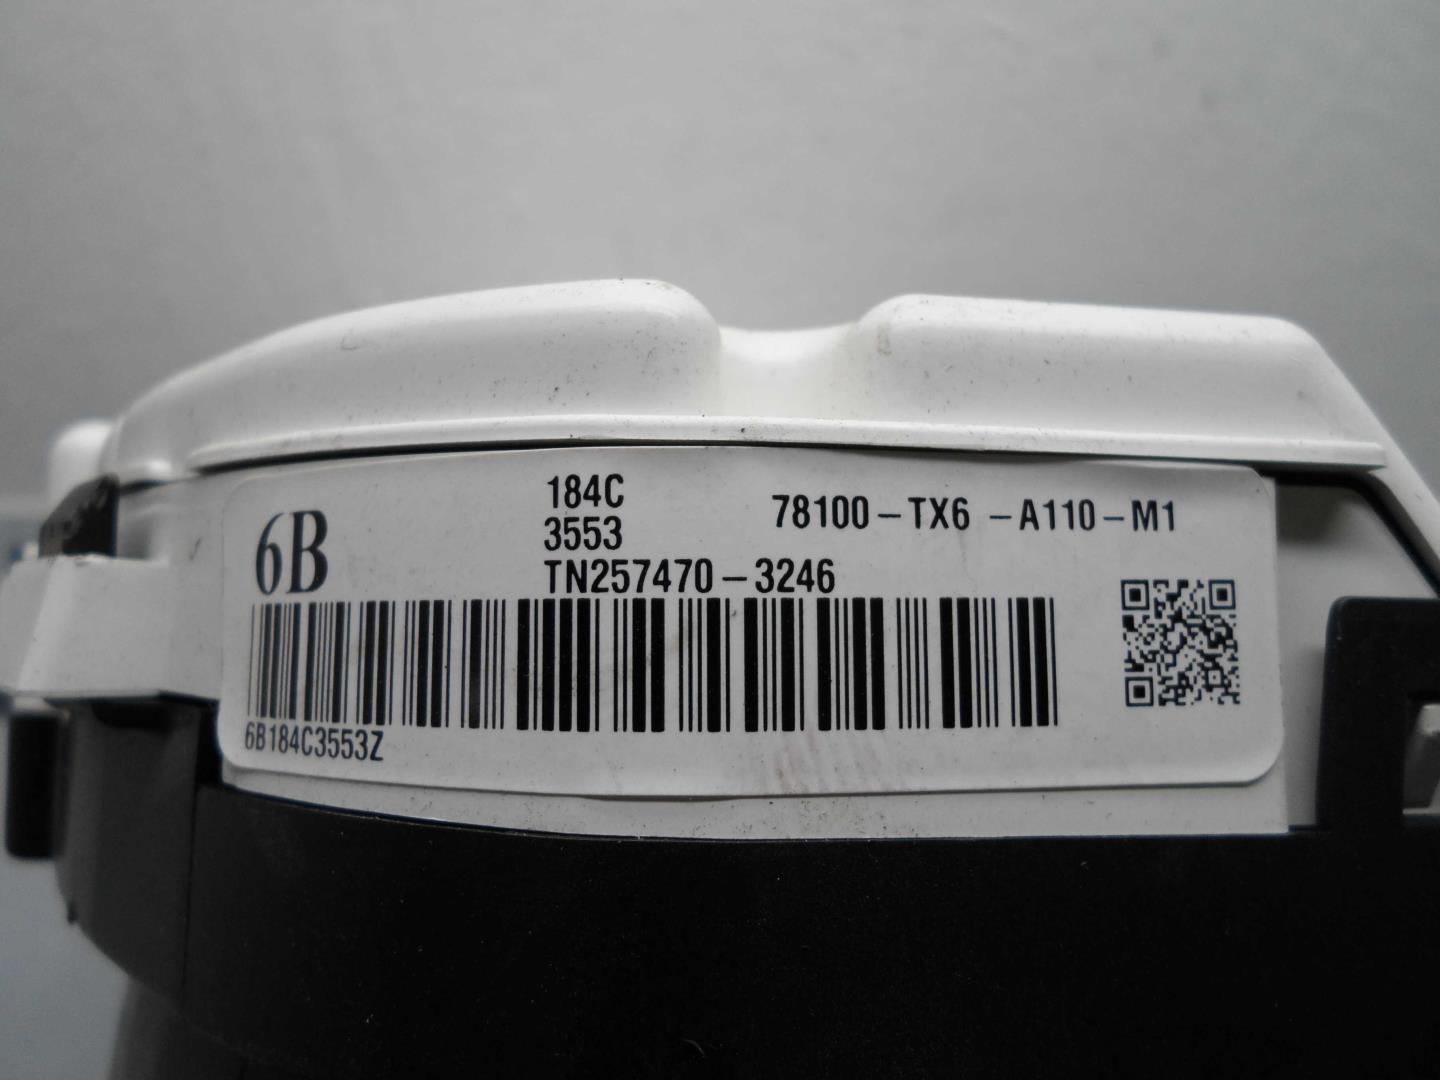 6B
184C
3553
TN257470-3246
78100-TX6 -A110-M1
6B184C3553Z